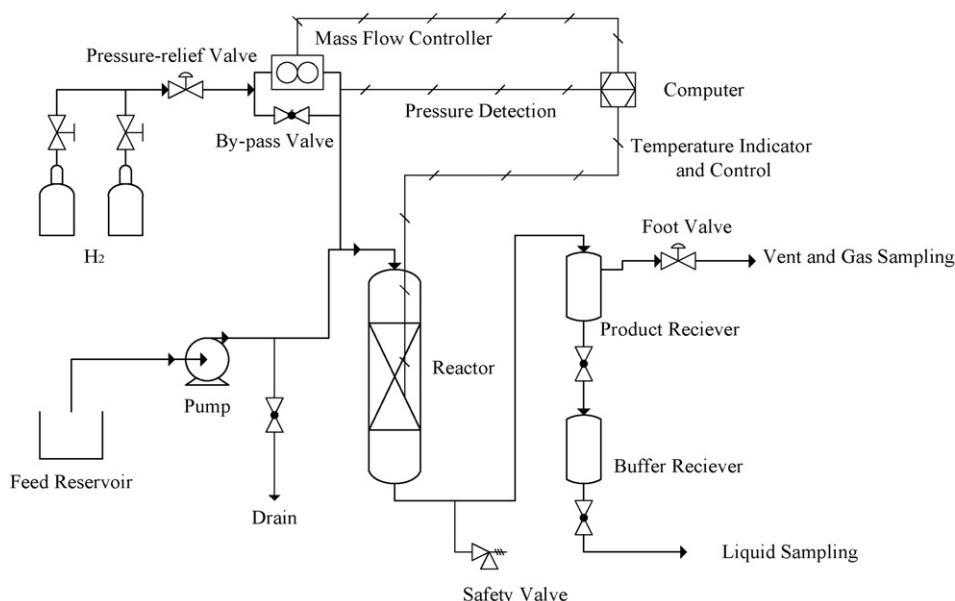 Mass Flow Controller
Pressure-relief Valve
Computer
Pressure Detection
By-pass Valve
Temperature Indicator
and Control
Foot Valve
H₂
Vent and Gas Sampling
Product Reciever
Reactor
Pump
Buffer Reciever
Feed Reservoir
Drain
Liquid Sampling
Safety Valve